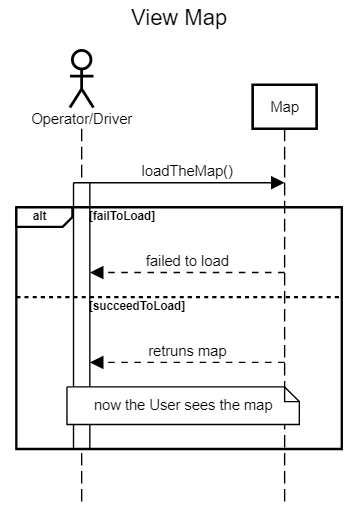 View Map
Operator/Driver
Map
loadTheMap()
alt
[failToLoad]
failed to load
[succeedToLoad]
retruns map
now the User sees the map